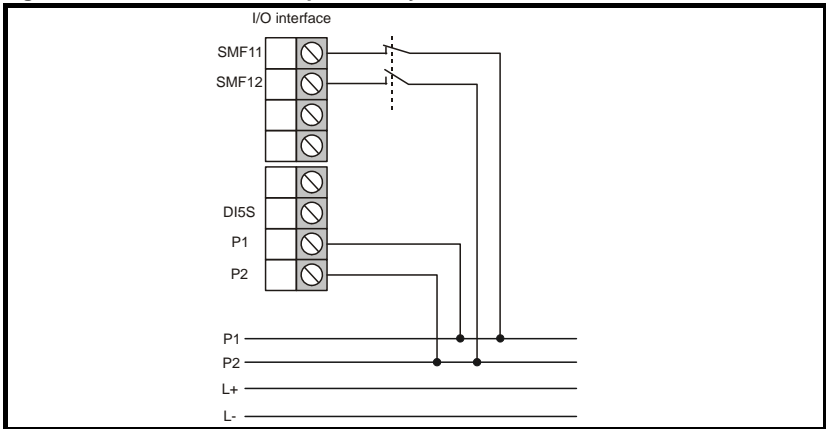 I/O interface
SMF11
SMF12
DI5S
P1
P2
P1
P2
L+
L-